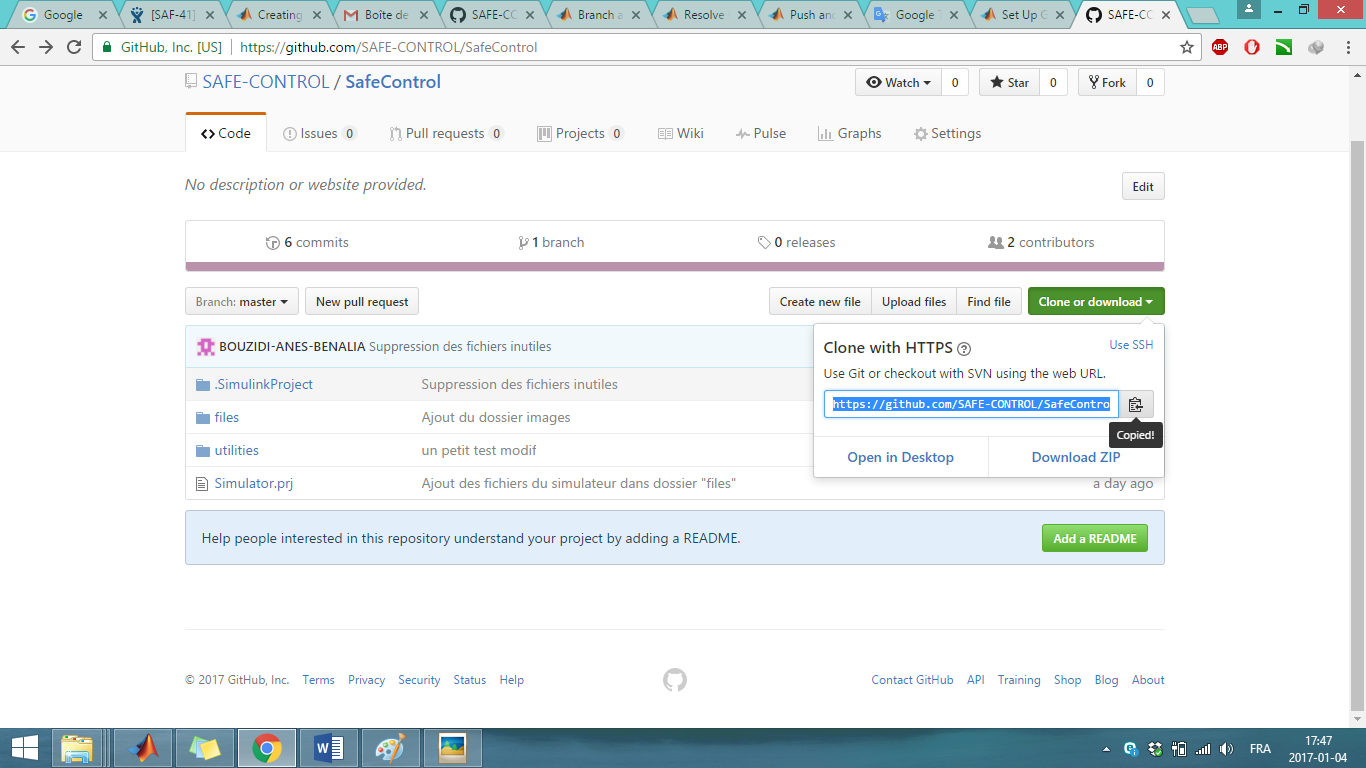 Google
[SAF-41]
Creating
Boîte de
SAFE-CO
Branch a
Resolve
Push and
Google
Set Up G
SAFE-CO
GitHub, Inc. [US]
https://github.com/SAFE-CONTROL/SafeControl
ABP
SAFE-CONTROL / SafeControl
Watch 0
Star 0
Fork 0
Code
Issues 0
Pull requests 0
Projects 0
Wiki
Pulse
Graphs
Settings
No description or website provided.
Edit
6 commits
1 branch
0 releases
2 contributors
Branch: master
New pull request
Create new file
Upload files
Find file
Clone or download
BOUZIDI-ANES-BENALIA Suppression des fichiers inutiles
.SimulinkProject Suppression des fichiers inutiles
files Ajout du dossier images
utilities un petit test modif
Simulator.prj Ajout des fichiers du simulateur dans dossier "files" a day ago
Clone with HTTPS
Use SSH
Use Git or checkout with SVN using the web URL.
https://github.com/SAFE-CONTROL/SafeContro
Copied!
Open in Desktop
Download ZIP
Help people interested in this repository understand your project by adding a README.
Add a README
© 2017 GitHub, Inc. Terms Privacy Security Status Help
Contact GitHub API Training Shop Blog About
FRA
17:47
2017-01-04